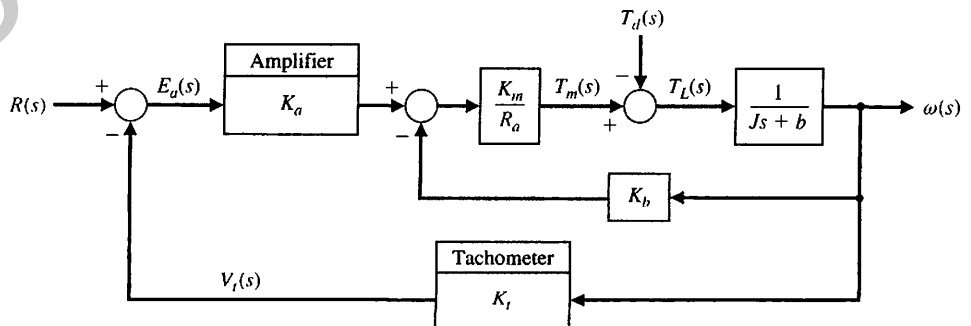 T_d(s)
Amplifier
R(s)
+
−
E_a(s)
K_a
+
−
K_m
R_a
T_m(s)
−
+
T_L(s)
1
Js + b
ω(s)
K_b
Tachometer
V_t(s)
K_t